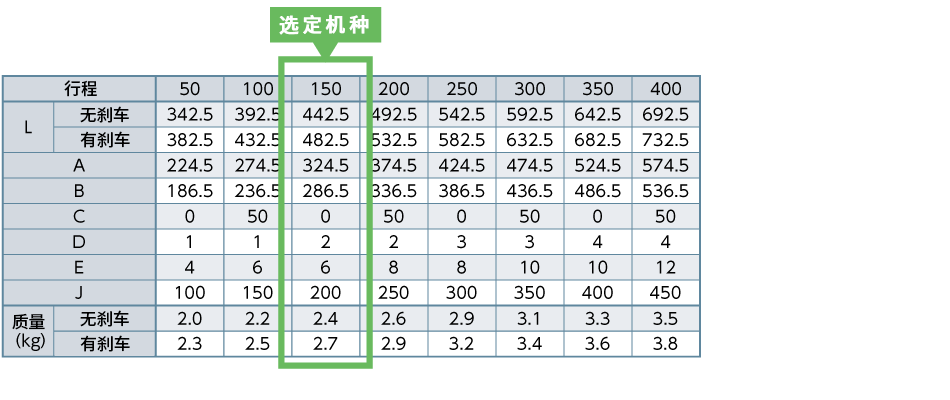 选定机种
行程 50 100 150 200 250 300 350 400
L 无刹车 342.5 392.5 442.5 492.5 542.5 592.5 642.5 692.5
有刹车 382.5 432.5 482.5 532.5 582.5 632.5 682.5 732.5
A 224.5 274.5 324.5 374.5 424.5 474.5 524.5 574.5
B 186.5 236.5 286.5 336.5 386.5 436.5 486.5 536.5
C 0 50 0 50 0 50 0 50
D 1 1 2 2 3 3 4 4
E 4 6 6 8 8 10 10 12
J 100 150 200 250 300 350 400 450
质量 (kg) 无刹车 2.0 2.2 2.4 2.6 2.9 3.1 3.3 3.5
有刹车 2.3 2.5 2.7 2.9 3.2 3.4 3.6 3.8